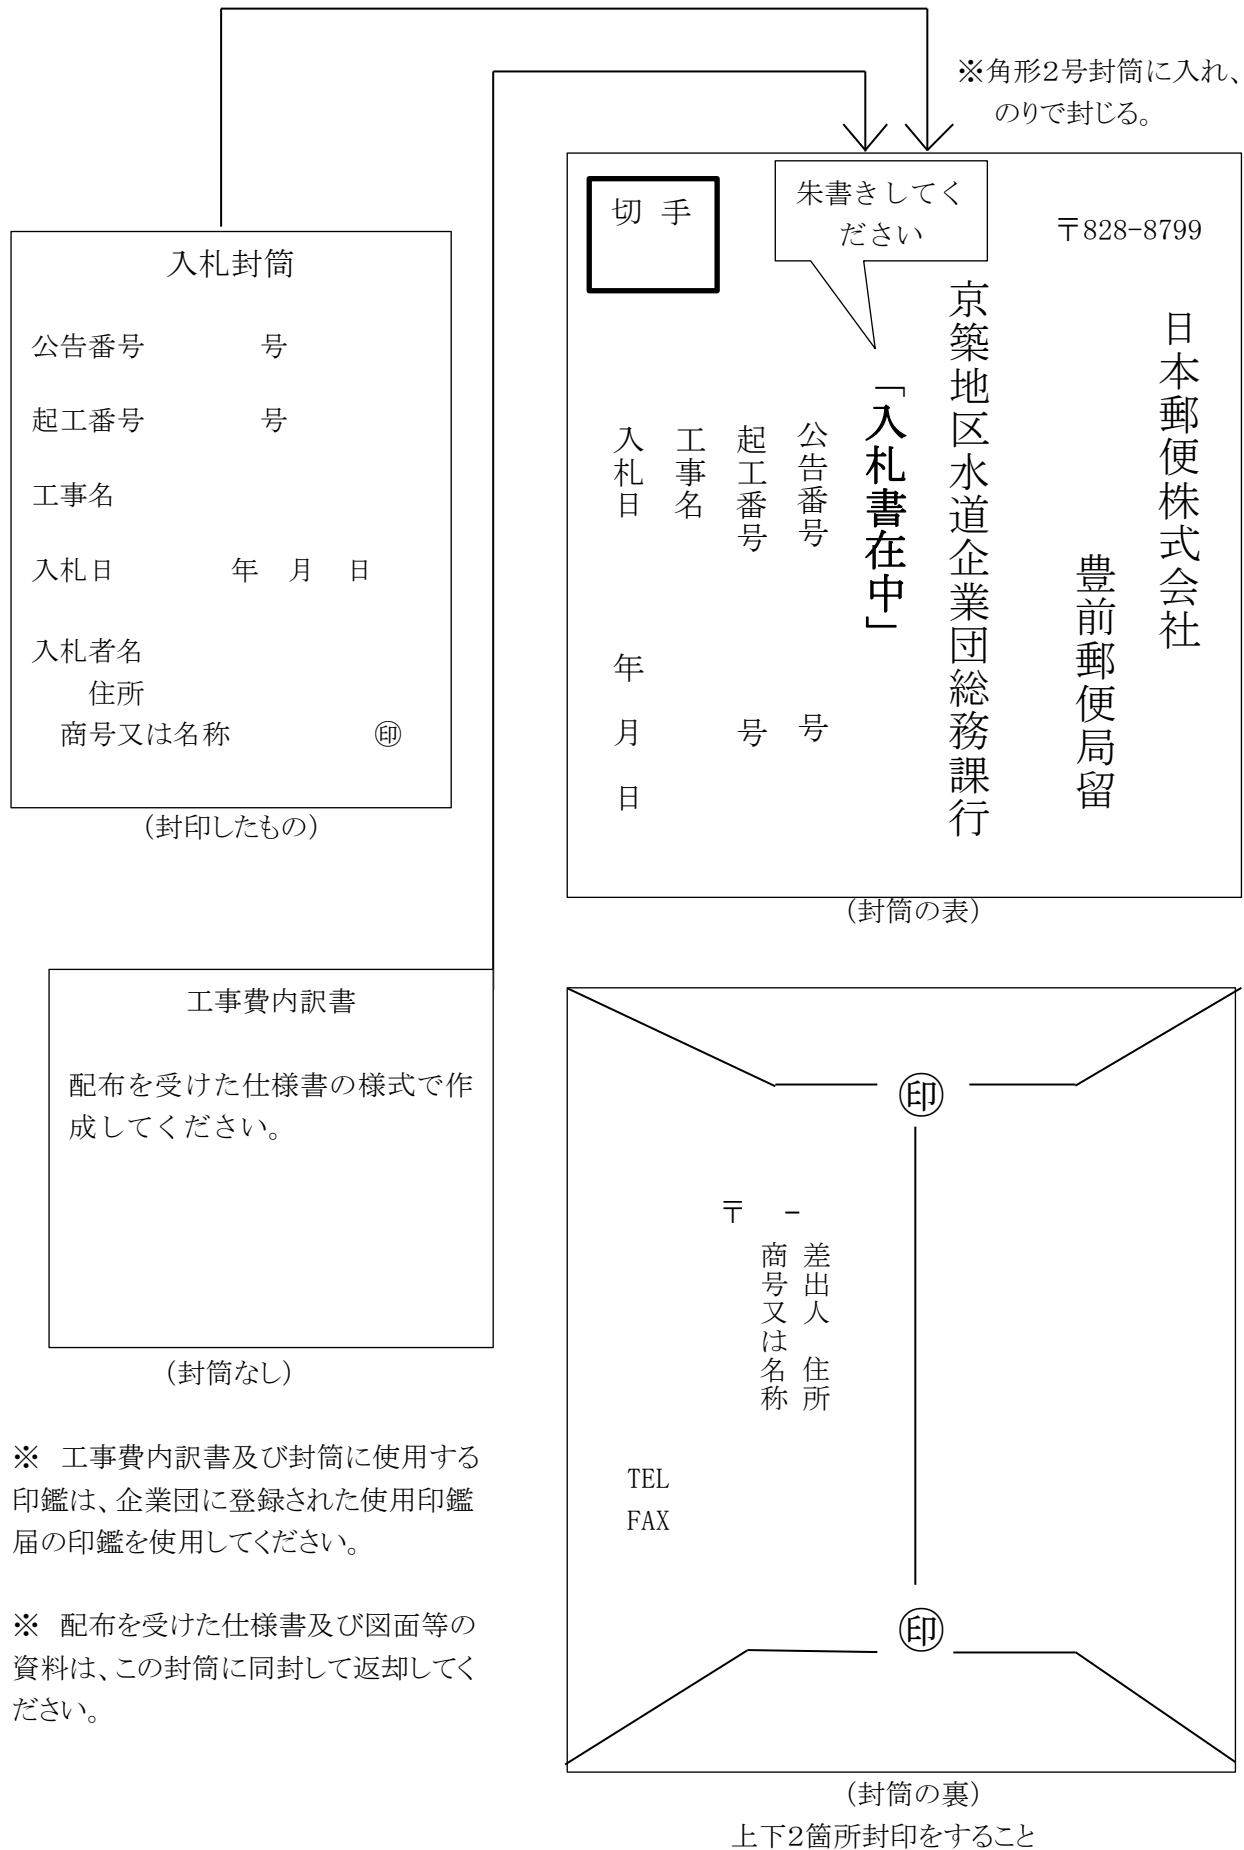 ※角形2号封筒に入れ、
のりで封じる。
入札封筒
公告番号　　　　号
起工番号　　　　号
工事名
入札日　　　　年　月　日
入札者名
住所
商号又は名称　　　　　㊞
(封印したもの)
切 手
朱書きしてく
ださい
〒828-8799
日本郵便株式会社
豊前郵便局留
京築地区水道企業団総務課行
「入札書在中」
公告番号　　　　号
起工番号　　　　号
工事名
入札日　　　　年　月　日
(封筒の表)
工事費内訳書
配布を受けた仕様書の様式で作
成してください。
(封筒なし)
※ 工事費内訳書及び封筒に使用する
印鑑は、企業団に登録された使用印鑑
届の印鑑を使用してください。
※ 配布を受けた仕様書及び図面等の
資料は、この封筒に同封して返却してく
ださい。
㊞
〒　－
差出人　住所
商号又は名称
TEL
FAX
㊞
(封筒の裏)
上下2箇所封印をすること